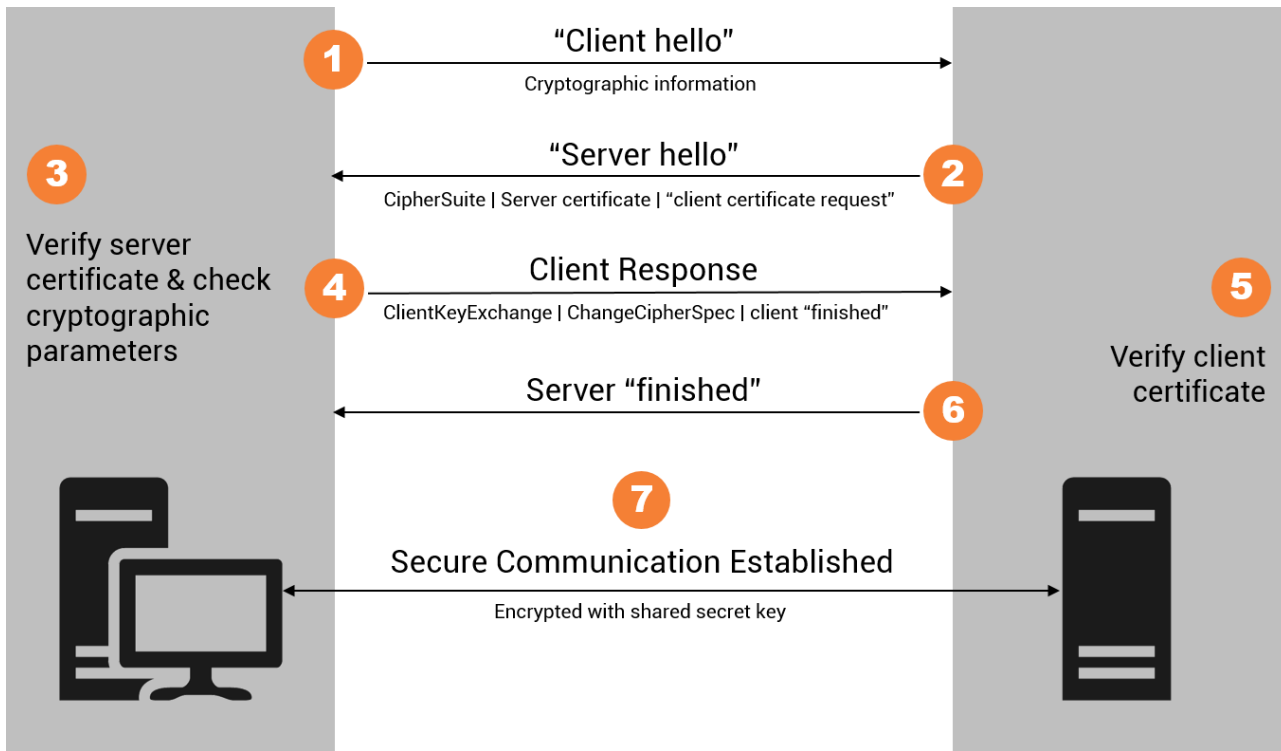 1
“Client hello”
Cryptographic information
“Server hello”
2
CipherSuite | Server certificate | “client certificate request”
3
Verify server
certificate & check
cryptographic
parameters
4
Client Response
ClientKeyExchange | ChangeCipherSpec | client “finished”
5
Verify client
certificate
Server “finished”
6
7
Secure Communication Established
Encrypted with shared secret key